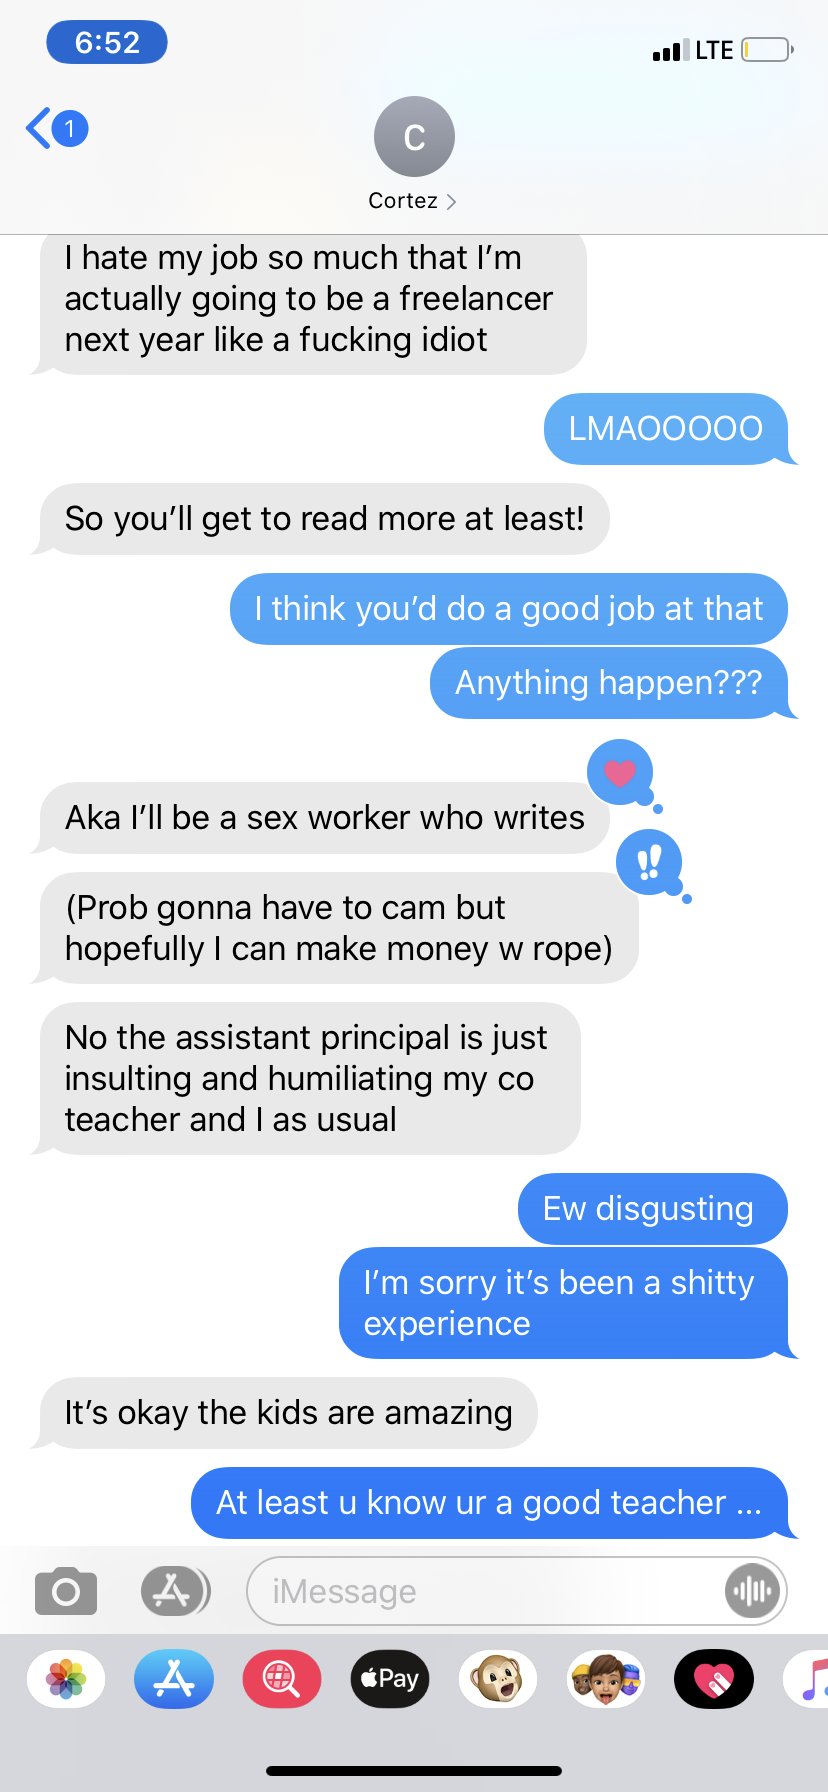 6:52
LTE
1
C
Cortez
I hate my job so much that I’m
actually going to be a freelancer
next year like a fucking idiot
LMAOOOOO
So you’ll get to read more at least!
I think you’d do a good job at that
Anything happen???
Aka I’ll be a sex worker who writes
(Prob gonna have to cam but
hopefully I can make money w rope)
No the assistant principal is just
insulting and humiliating my co
teacher and I as usual
Ew disgusting
I’m sorry it’s been a shitty
experience
It’s okay the kids are amazing
At least u know ur a good teacher ...
iMessage
Pay